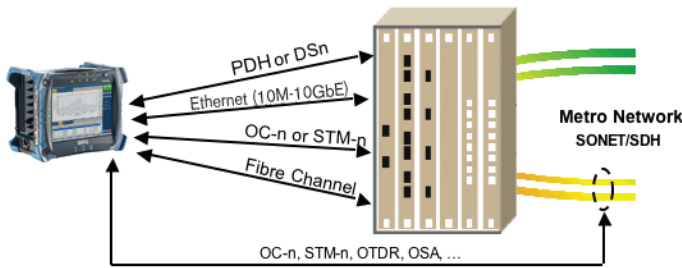 PDH or DSn
Ethernet (10M-10GbE)
OC-n or STM-n
Fibre Channel
Metro Network
SONET/SDH
OC-n, STM-n, OTDR, OSA, ...